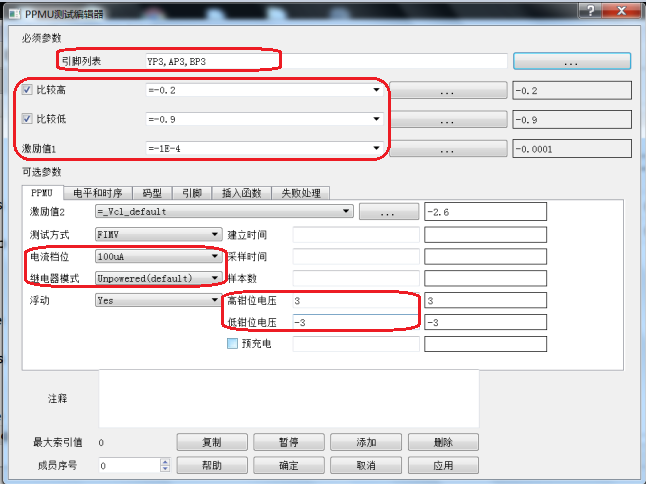 PPMU测试编辑器
必须参数
引脚列表 YP3,AP3,BP3 ...
比较高 =-0.2 ... -0.2
比较低 =-0.9 ... -0.9
激励值1 =-1E-4 ... -0.0001
可选参数
PPMU 电平和时序 码型 引脚 插入函数 失败处理
激励值2 =_Vcl_default ... -2.6
测试方式 FIMV 建立时间
电流档位 100uA 采样时间
继电器模式 Unpowered(default) 样本数
浮动 Yes 高钳位电压 3 3
低钳位电压 -3 -3
预充电
注释
最大索引值 0 复制 暂停 添加 删除
成员序号 0 帮助 确定 取消 应用